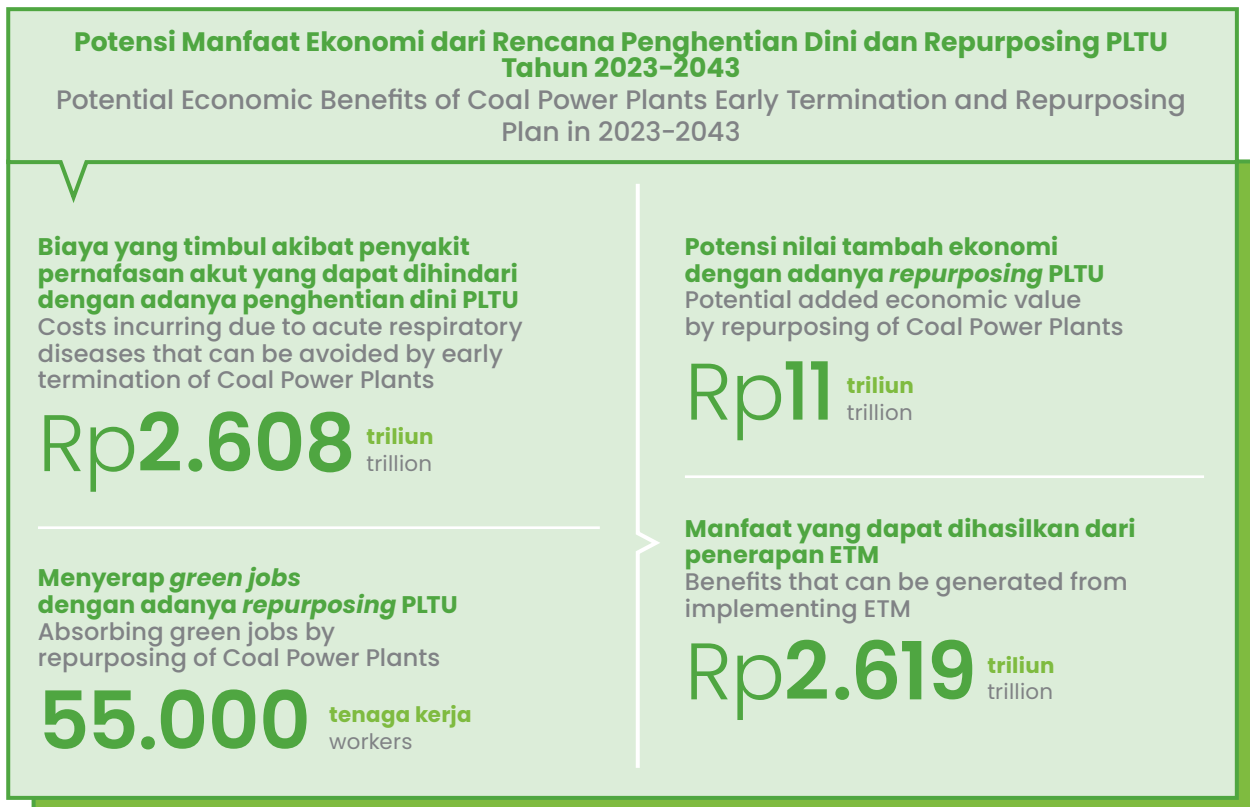 Potensi Manfaat Ekonomi dari Rencana Penghentian Dini dan Repurposing PLTU
Tahun 2023-2043
Potential Economic Benefits of Coal Power Plants Early Termination and Repurposing
Plan in 2023-2043
Biaya yang timbul akibat penyakit
pernafasan akut yang dapat dihindari
dengan adanya penghentian dini PLTU
Costs incurring due to acute respiratory
diseases that can be avoided by early
termination of Coal Power Plants
Rp2.608 triliun
trillion
Menyerap green jobs
dengan adanya repurposing PLTU
Absorbing green jobs by
repurposing of Coal Power Plants
55.000 tenaga kerja
workers
Potensi nilai tambah ekonomi
dengan adanya repurposing PLTU
Potential added economic value
by repurposing of Coal Power Plants
Rp11 triliun
trillion
Manfaat yang dapat dihasilkan dari
penerapan ETM
Benefits that can be generated from
implementing ETM
Rp2.619 triliun
trillion